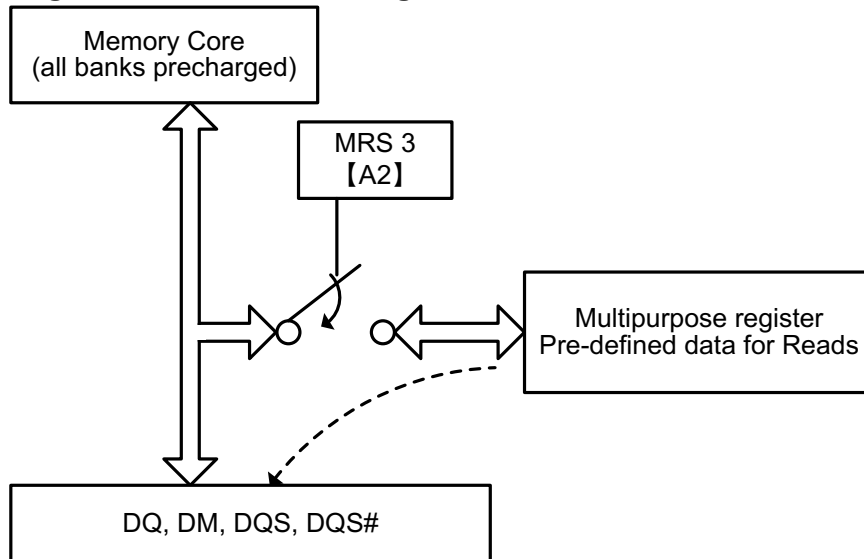 Memory Core
(all banks precharged)
MRS 3
【A2】
Multipurpose register
Pre-defined data for Reads
DQ, DM, DQS, DQS#